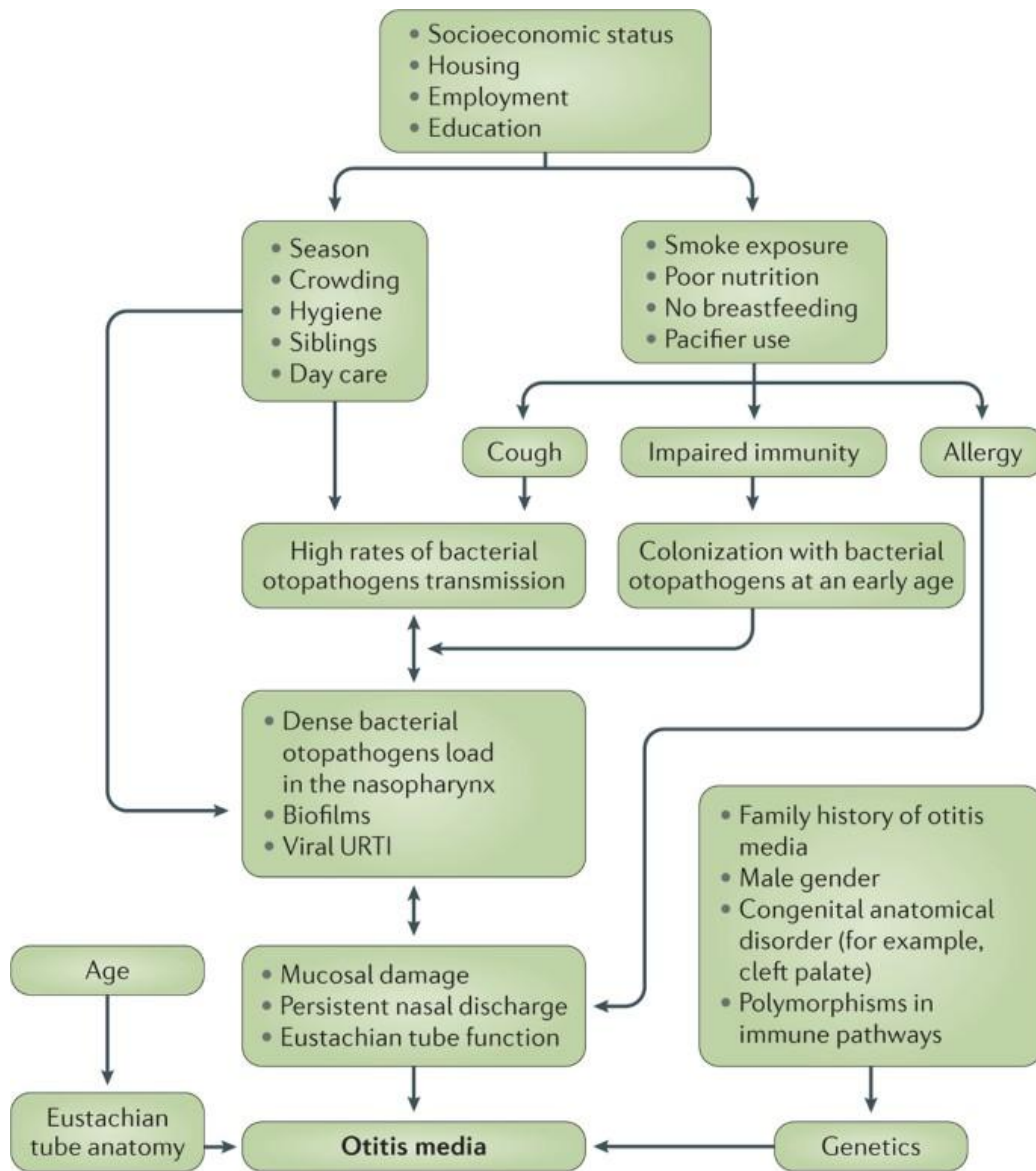 • Socioeconomic status
• Housing
• Employment
• Education
• Season
• Crowding
• Hygiene
• Siblings
• Day care
• Smoke exposure
• Poor nutrition
• No breastfeeding
• Pacifier use
Cough
Impaired immunity
Allergy
High rates of bacterial
otopathogens transmission
Colonization with bacterial
otopathogens at an early age
• Dense bacterial
otopathogens load
in the nasopharynx
• Biofilms
• Viral URTI
• Family history of otitis
media
• Male gender
• Congenital anatomical
disorder (for example,
cleft palate)
• Polymorphisms in
immune pathways
Age
• Mucosal damage
• Persistent nasal discharge
• Eustachian tube function
Eustachian
tube anatomy
Otitis media
Genetics